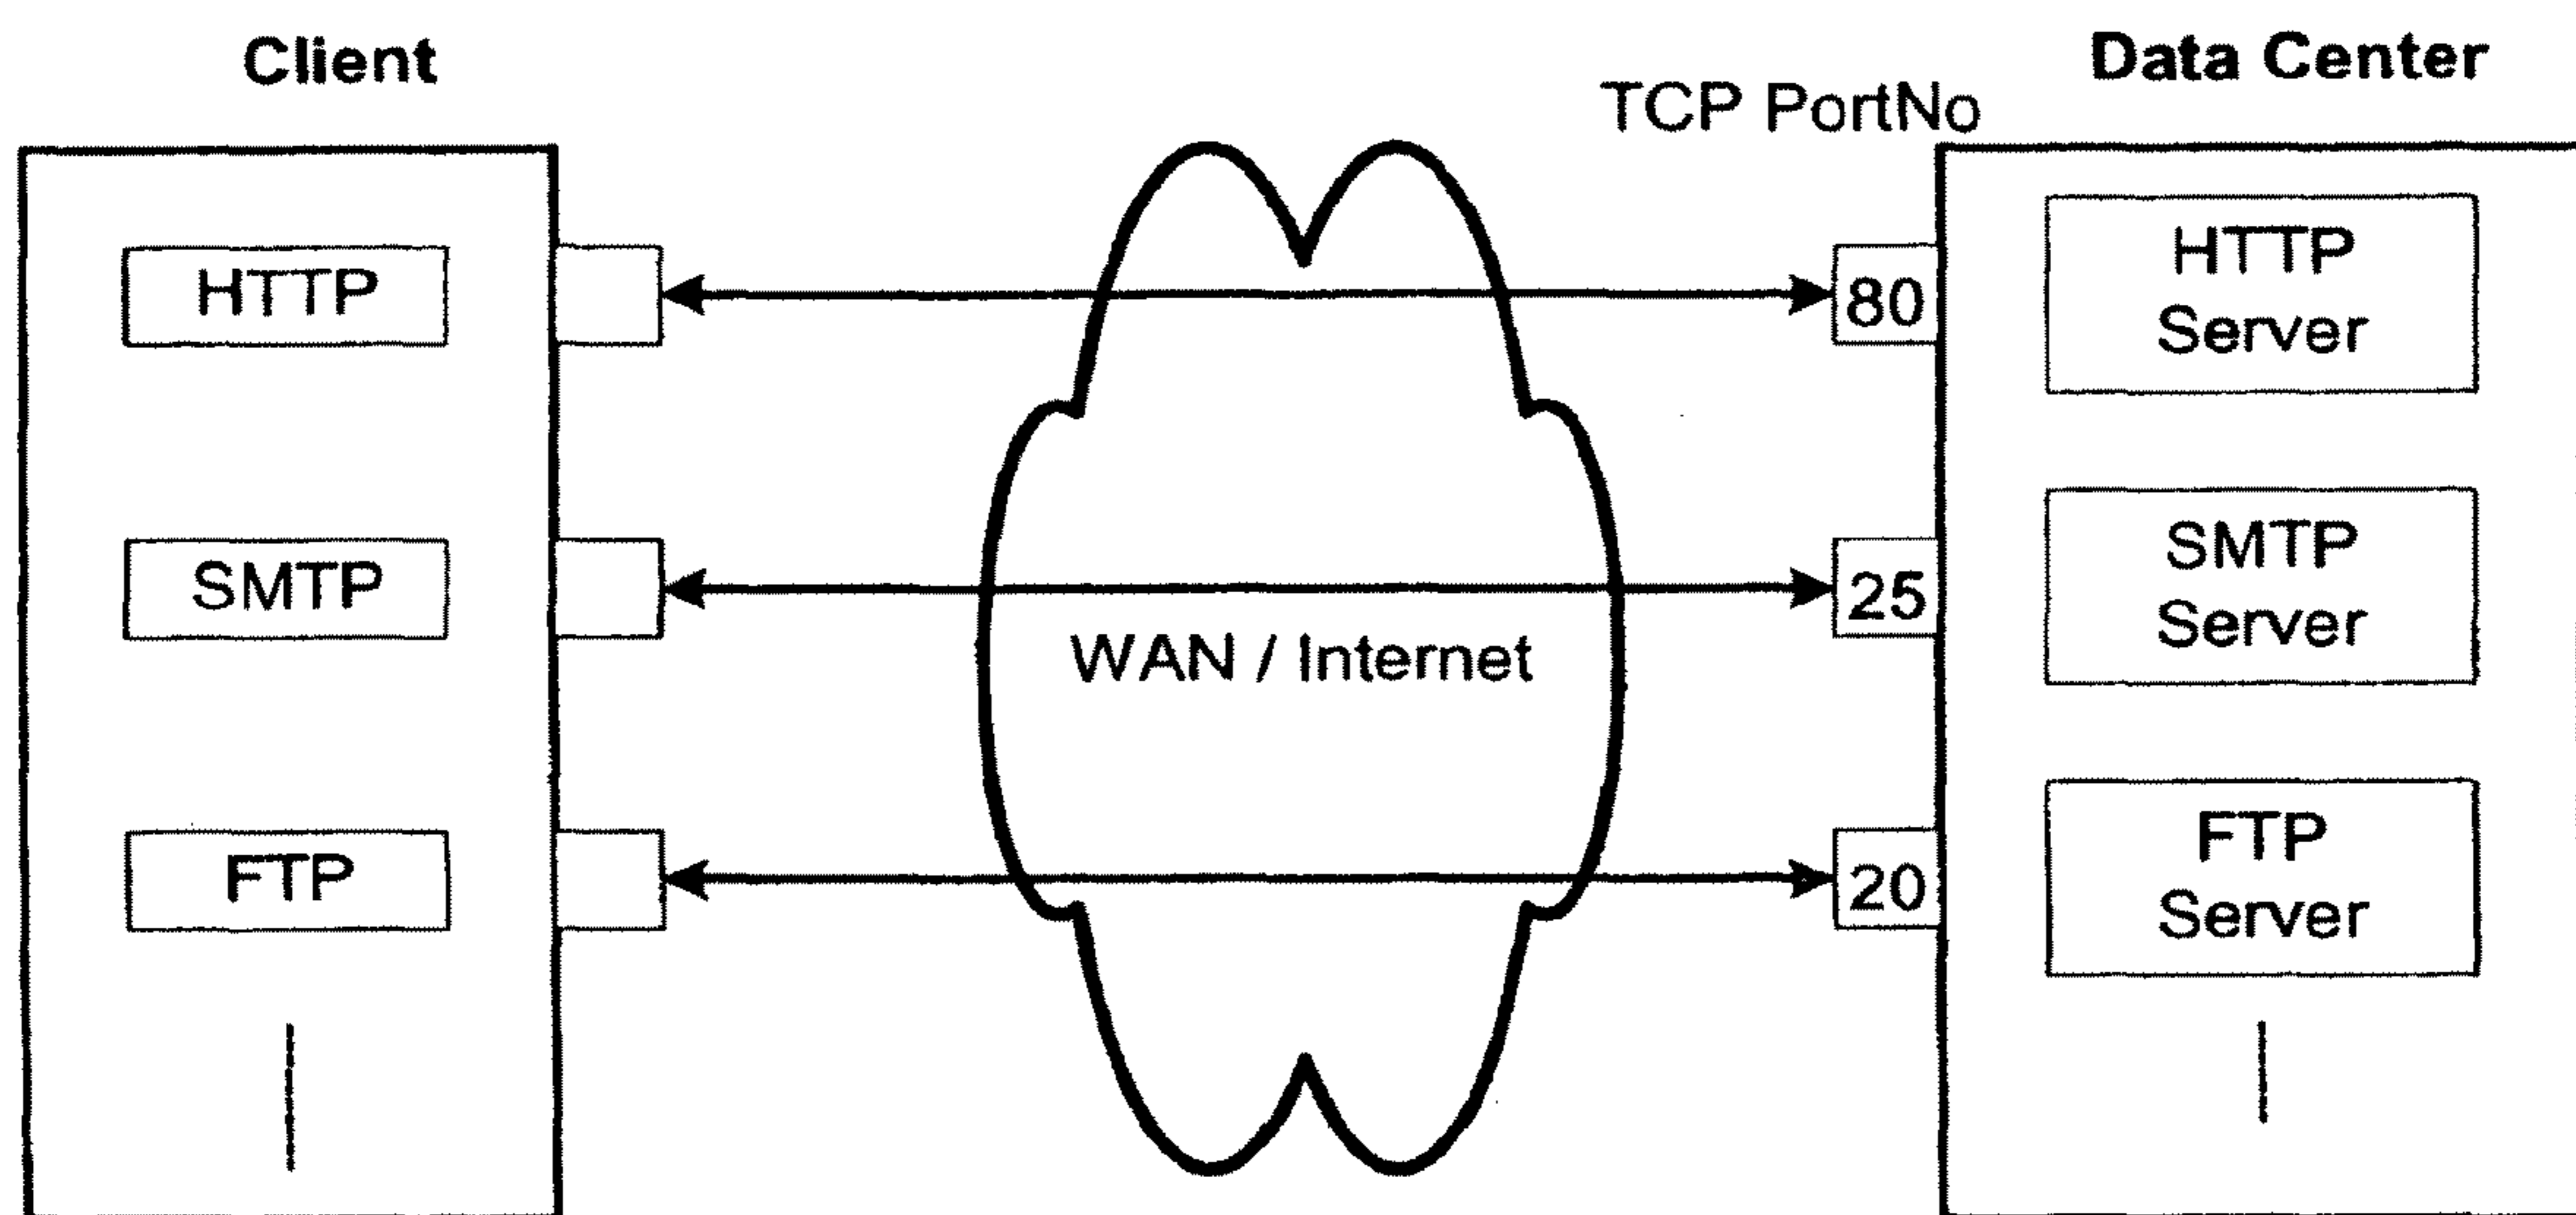 Client
Data Center
TCP PortNo
HTTP
80
HTTP
Server
SMTP
25
SMTP
Server
WAN / Internet
FTP
20
FTP
Server